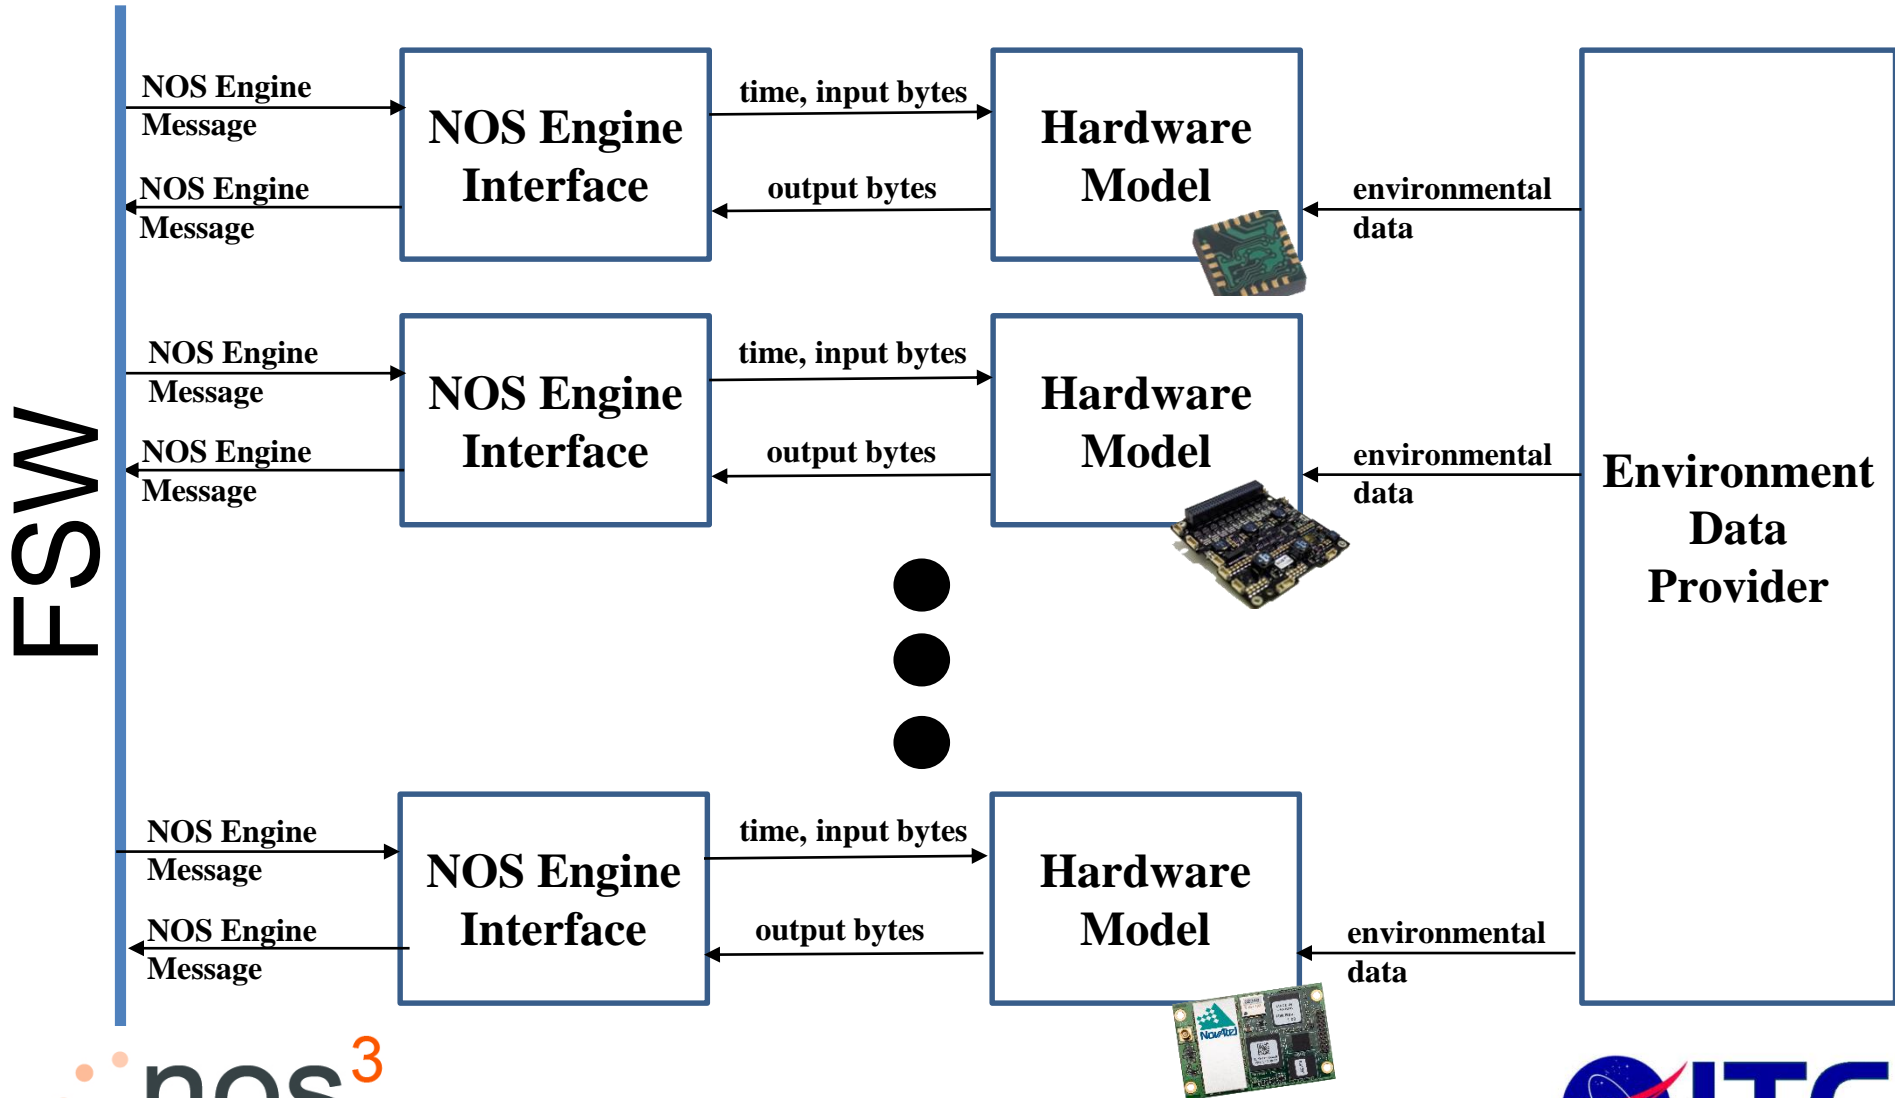 FSW
NOS Engine
Message
NOS Engine
Message
NOS Engine
Interface
time, input bytes
output bytes
Hardware
Model
environmental
data
NOS Engine
Message
NOS Engine
Message
NOS Engine
Interface
time, input bytes
output bytes
Hardware
Model
environmental
data
Environment
Data
Provider
NOS Engine
Message
NOS Engine
Message
NOS Engine
Interface
time, input bytes
output bytes
Hardware
Model
environmental
data
NovAtel
nos3
ITC